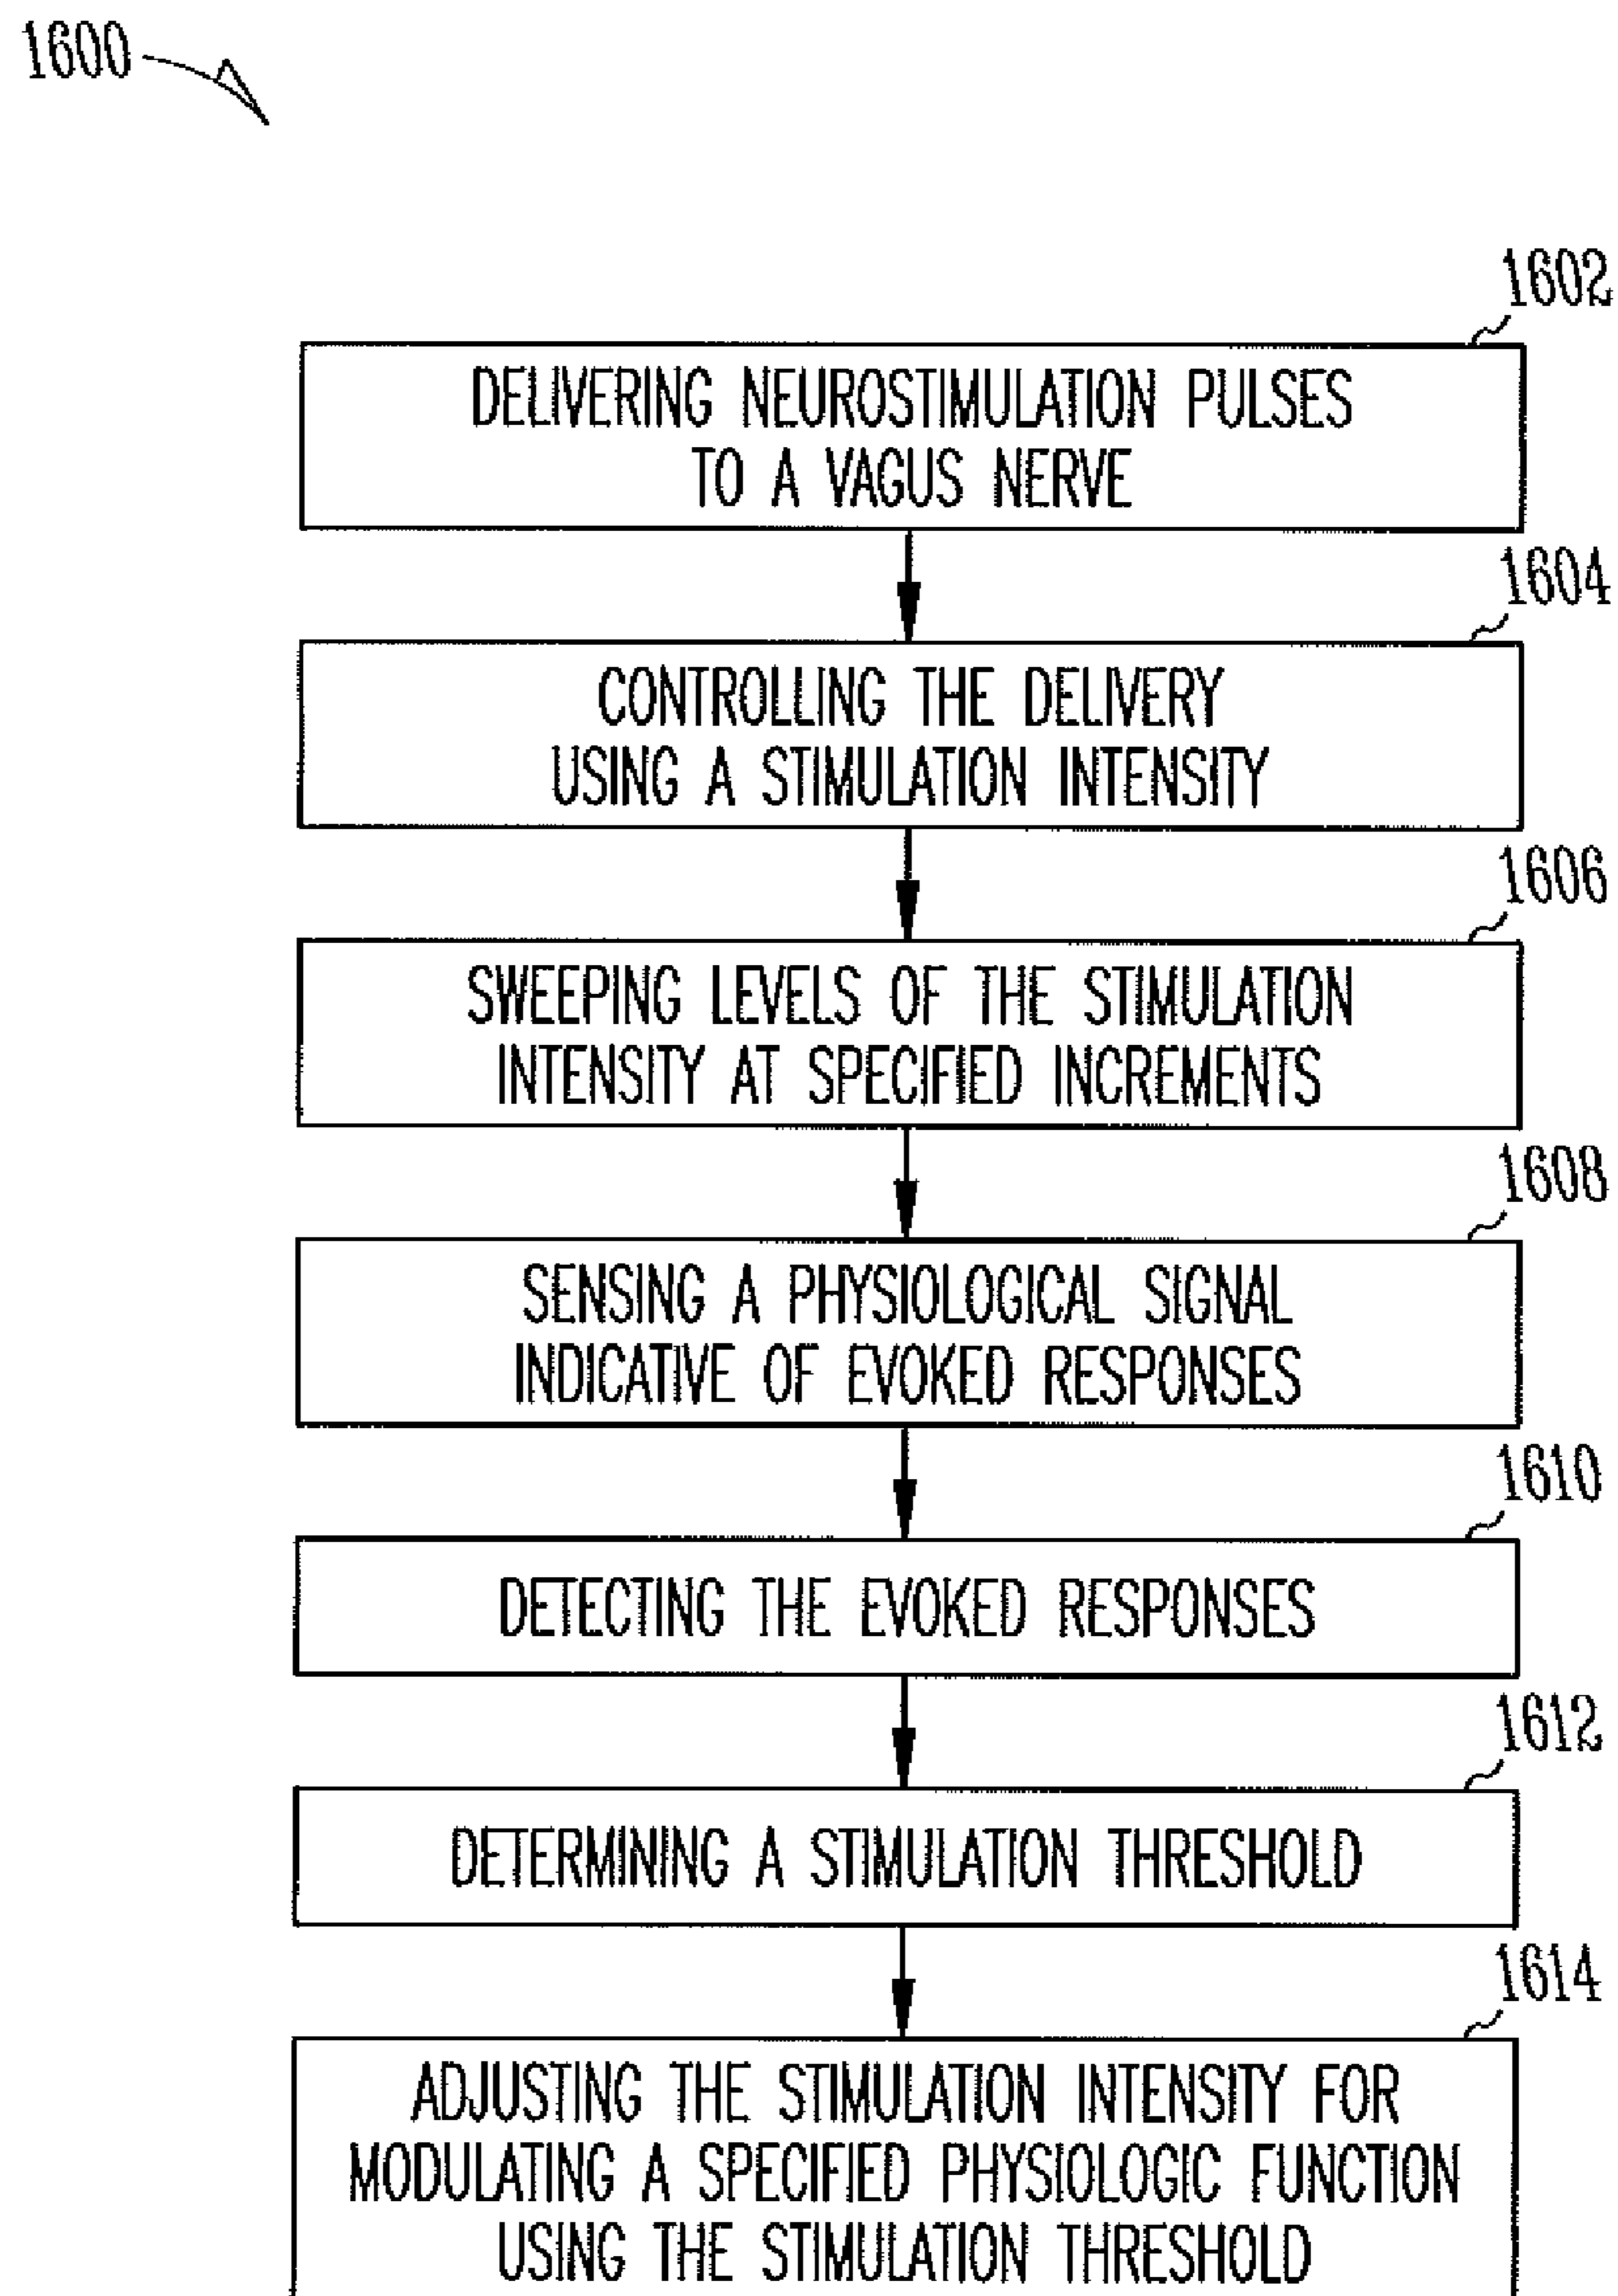 1600
1602
DELIVERING NEUROSTIMULATION PULSES
TO A VAGUS NERVE
1604
CONTROLLING THE DELIVERY
USING A STIMULATION INTENSITY
1606
SWEEPING LEVELS OF THE STIMULATION
INTENSITY AT SPECIFIED INCREMENTS
1608
SENSING A PHYSIOLOGICAL SIGNAL
INDICATIVE OF EVOKED RESPONSES
1610
DETECTING THE EVOKED RESPONSES
1612
DETERMINING A STIMULATION THRESHOLD
1614
ADJUSTING THE STIMULATION INTENSITY FOR
MODULATING A SPECIFIED PHYSIOLOGIC FUNCTION
USING THE STIMULATION THRESHOLD